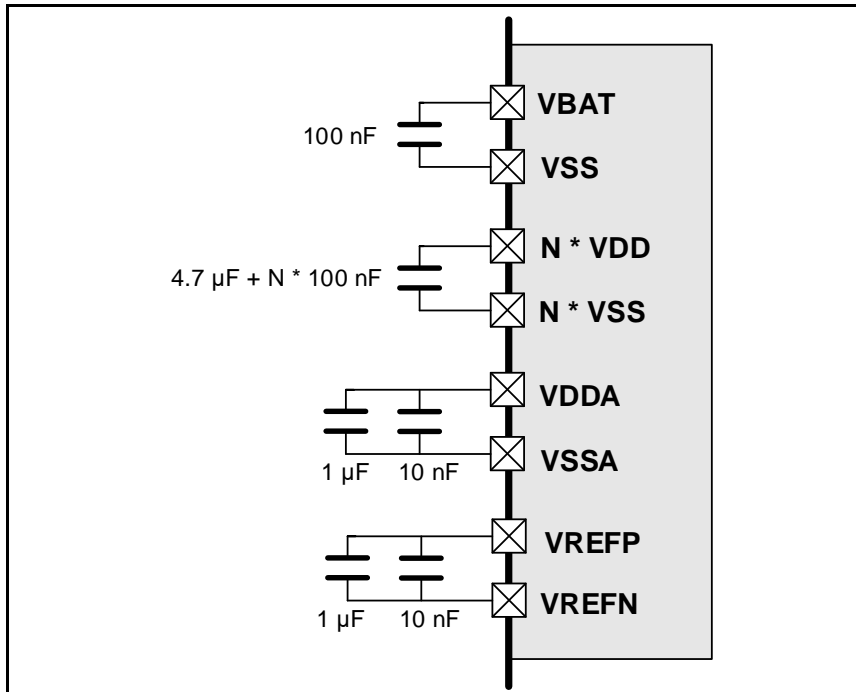 VBAT
100 nF
VSS
N * VDD
4.7 µF + N * 100 nF
N * VSS
VDDA
1 µF 10 nF
VSSA
VREFP
1 µF 10 nF
VREFN